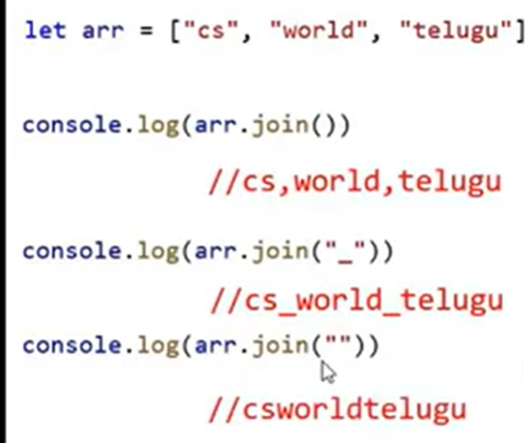 let arr = ["cs", "world", "telugu"]
console.log(arr.join())
//cs,world,telugu
console.log(arr.join("_"))
//cs_world_telugu
console.log(arr.join(""))
//csworldtelugu